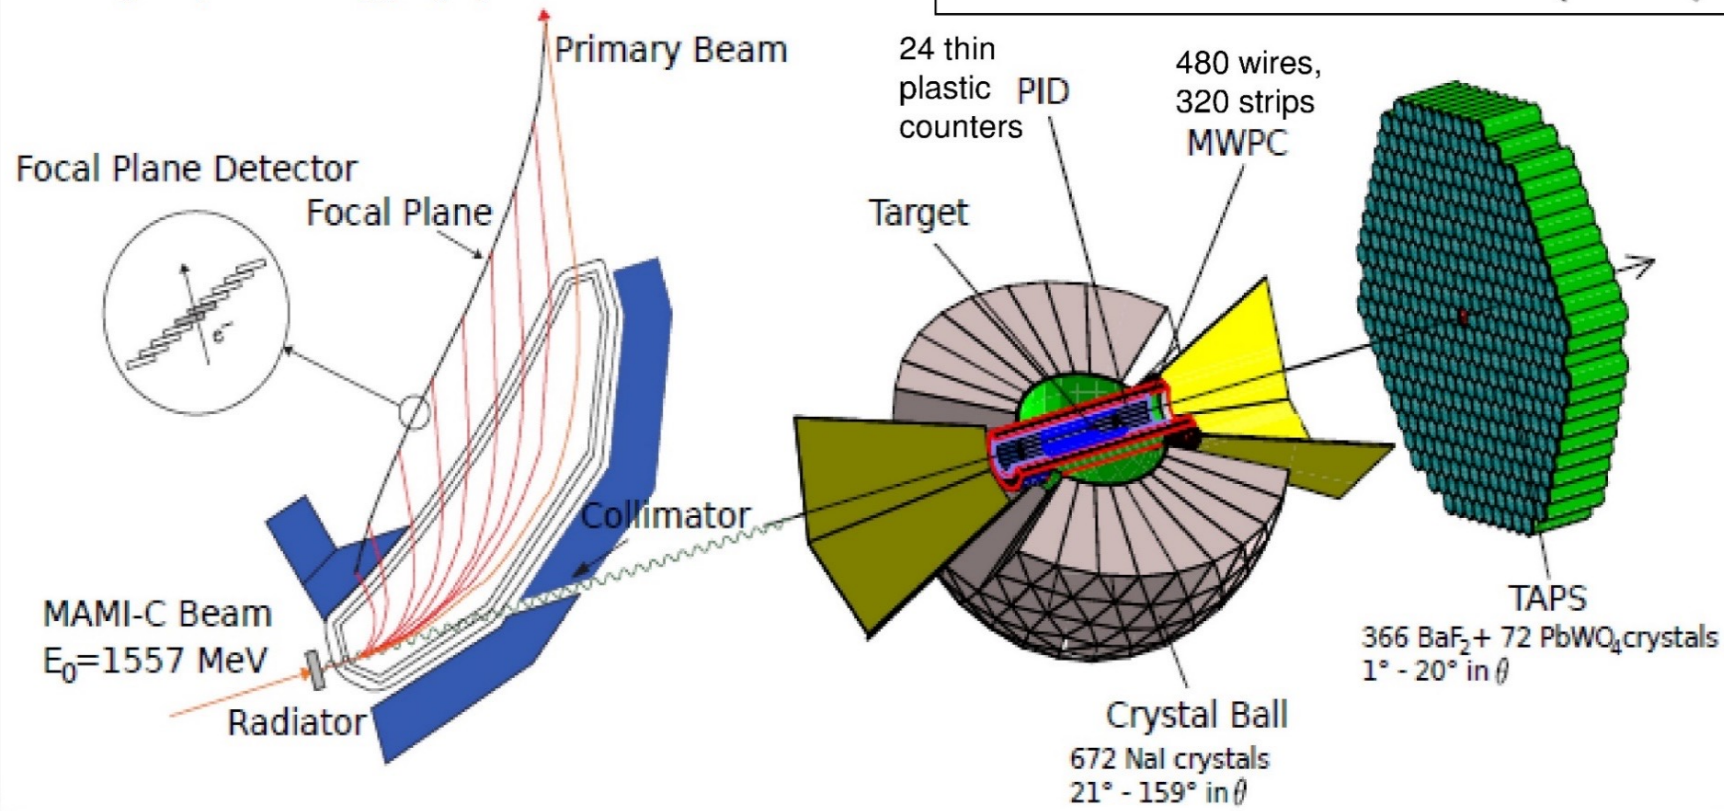 Primary Beam
Focal Plane Detector
Focal Plane
e⁻
MAMI-C Beam
E₀=1557 MeV
Radiator
Collimator
24 thin
plastic
counters
PID
480 wires,
320 strips
MWPC
Target
TAPS
366 BaF₂+ 72 PbWO₄crystals
1° - 20° in θ
Crystal Ball
672 NaI crystals
21° - 159° in θ